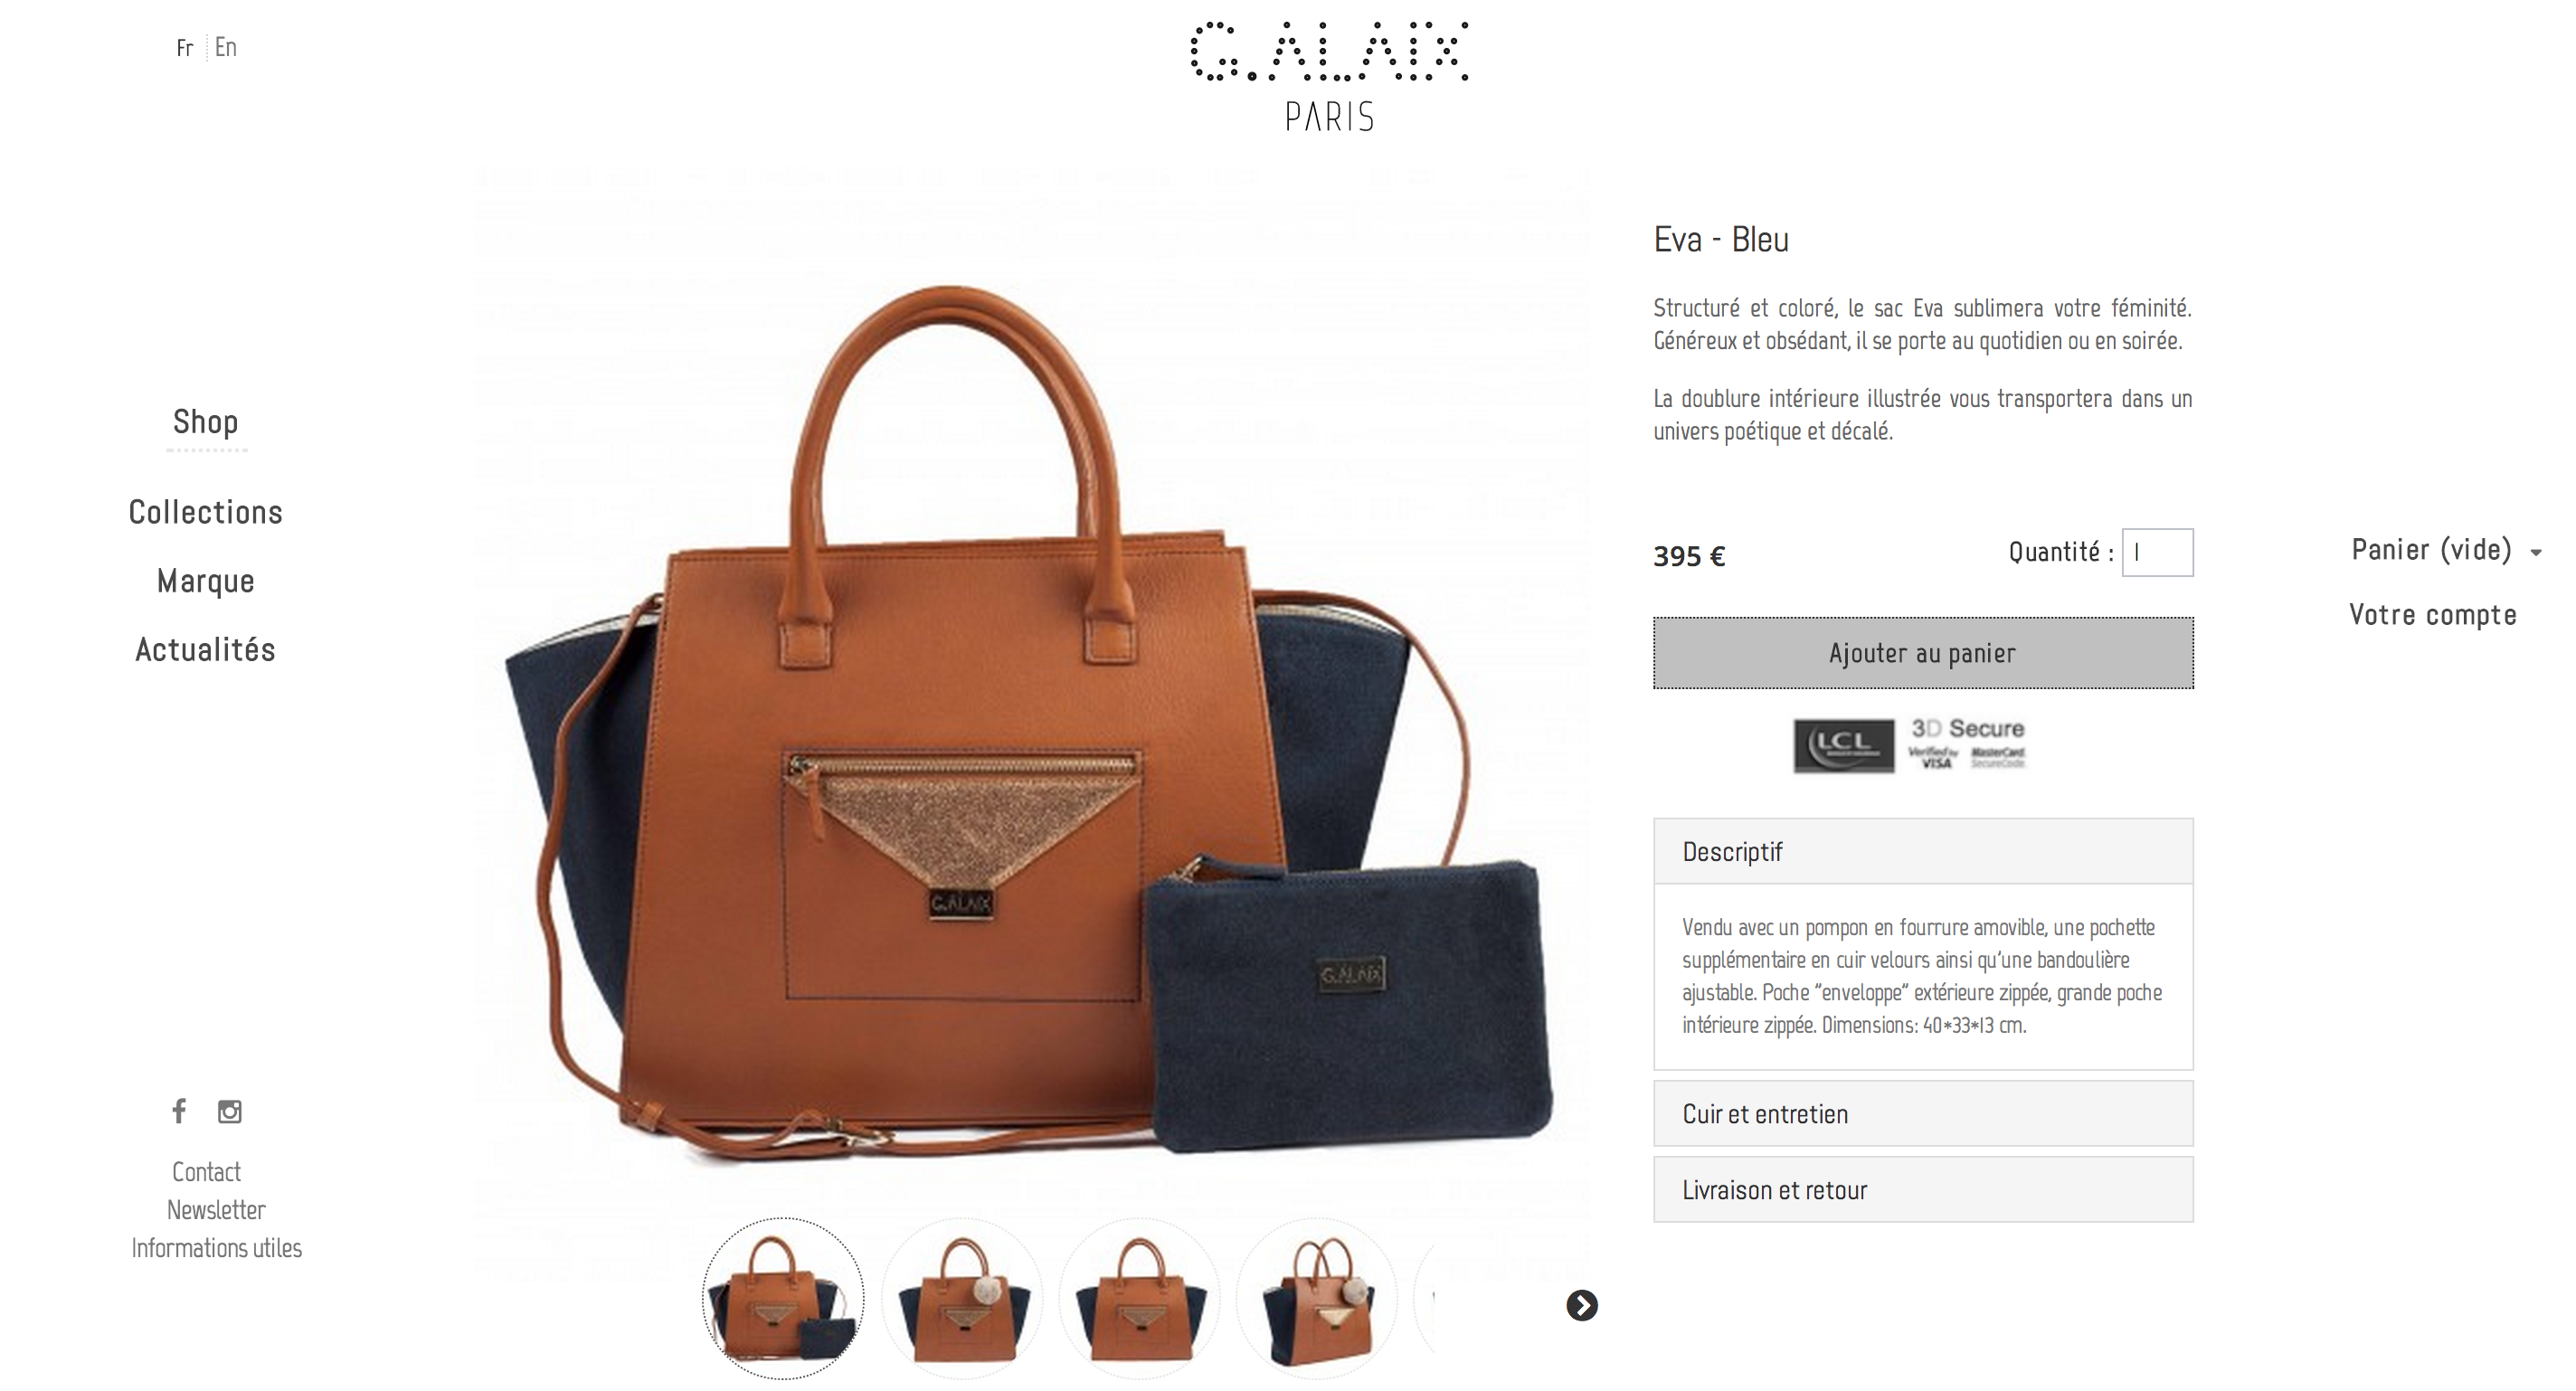 Fr En
G.ALAIX
PARIS
Shop
Collections
Marque
Actualités
Contact
Newsletter
Informations utiles
G.ALAIX
G.ALAIX
Eva - Bleu
Structuré et coloré, le sac Eva sublimera votre féminité.
Généreux et obsédant, il se porte au quotidien ou en soirée.
La doublure intérieure illustrée vous transportera dans un
univers poétique et décalé.
395 €
Quantité : 1
Ajouter au panier
LCL
3D Secure
Verified by
VISA
MasterCard
SecureCode
Descriptif
Vendu avec un pompon en fourrure amovible, une pochette
supplémentaire en cuir velours ainsi qu'une bandoulière
ajustable. Poche "enveloppe" extérieure zippée, grande poche
intérieure zippée. Dimensions: 40*33*13 cm.
Cuir et entretien
Livraison et retour
Panier (vide)
Votre compte